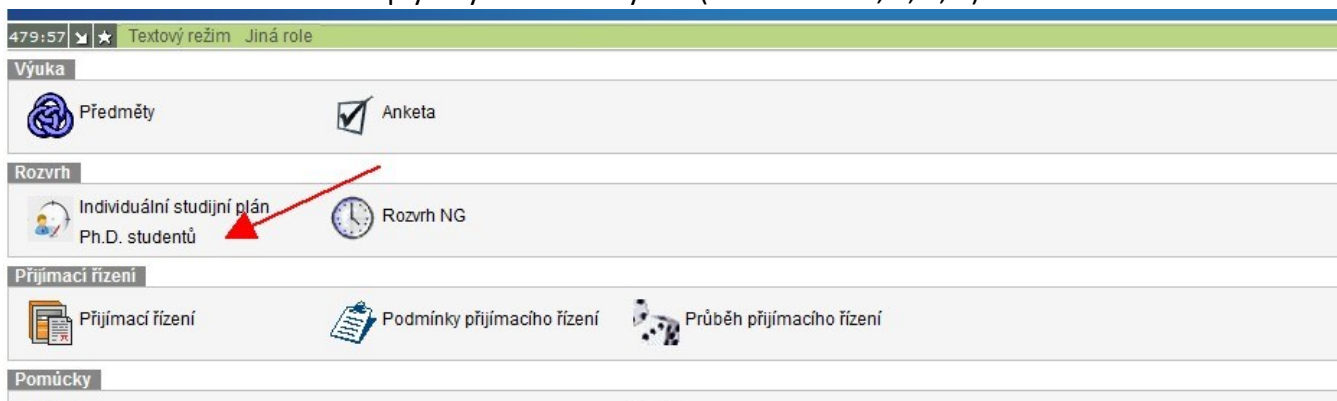 479:57 Textový režim Jiná role
Výuka
Předměty Anketa
Rozvrh
Individuální studijní plán
Ph.D. studentů Rozvrh NG
Přijímací řízení
Přijímací řízení Podmínky přijímacího řízení Průběh přijímacího řízení
Pomůcky